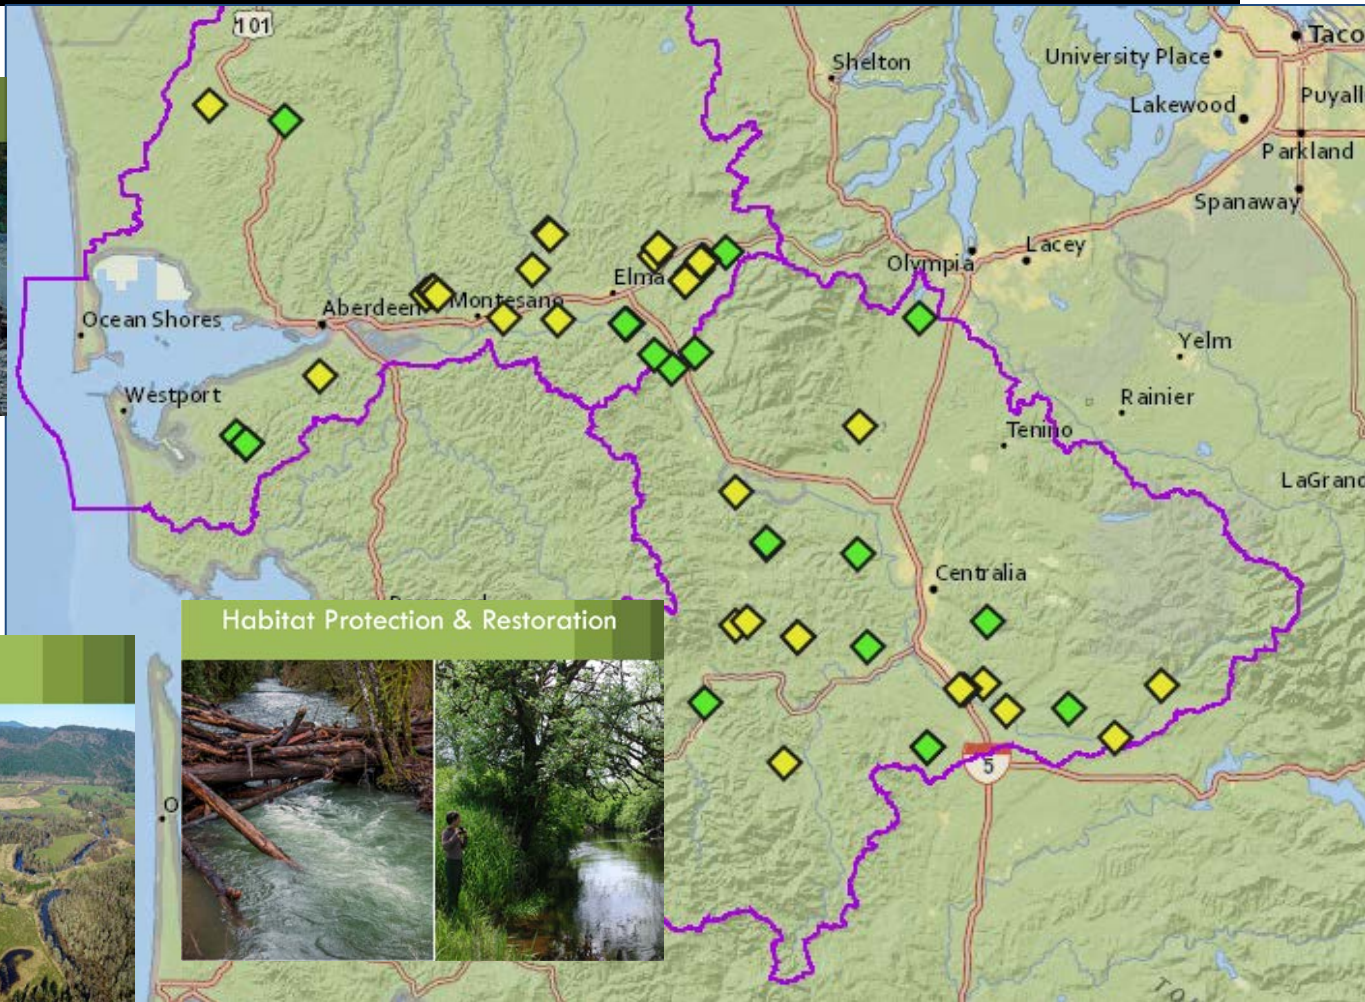 101
Taco
Shelton
University Place
Puyall
Lakewood
Parkland
Spanaway
Lacey
Olympia
Elma
Montesano
Aberdeen
Ocean Shores
Yelm
Westport
Rainier
Tenino
LaGrand
Centralia
Habitat Protection & Restoration
5
O
TO